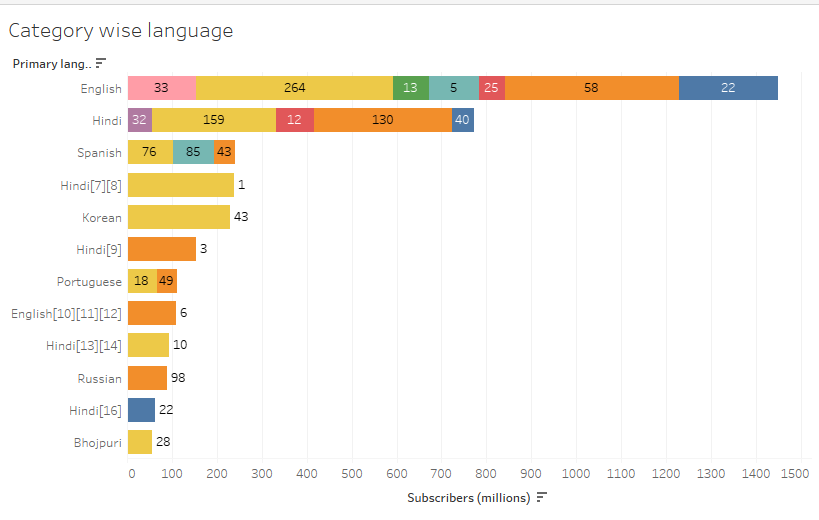 Category wise language
Primary lang..
English 33 264 13 5 25 58 22
Hindi 32 159 12 130 40
Spanish 76 85 43
Hindi[7][8] 1
Korean 43
Hindi[9] 3
Portuguese 18 49
English[10][11][12] 6
Hindi[13][14] 10
Russian 98
Hindi[16] 22
Bhojpuri 28
0 100 200 300 400 500 600 700 800 900 1000 1100 1200 1300 1400 1500
Subscribers (millions)